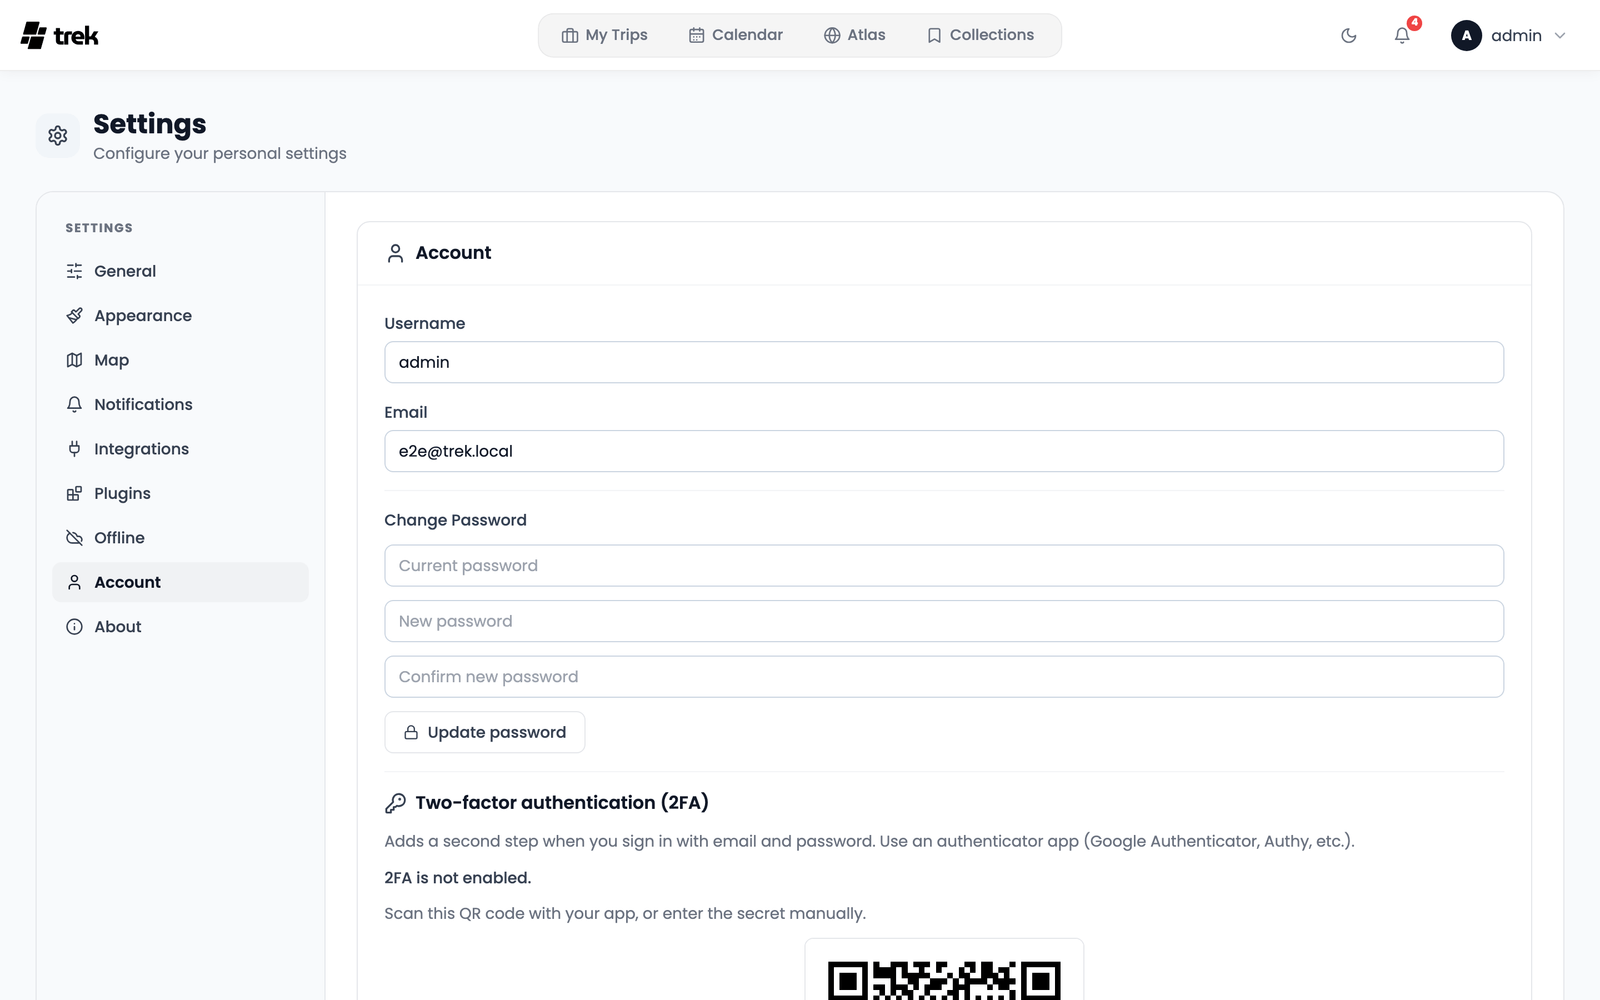 trek
My Trips
Calendar
Atlas
Collections
4
A
admin
Settings
Configure your personal settings
SETTINGS
General
Appearance
Map
Notifications
Integrations
Plugins
Offline
Account
About
Account
Username
admin
Email
e2e@trek.local
Change Password
Current password
New password
Confirm new password
Update password
Two-factor authentication (2FA)
Adds a second step when you sign in with email and password. Use an authenticator app (Google Authenticator, Authy, etc.).
2FA is not enabled.
Scan this QR code with your app, or enter the secret manually.